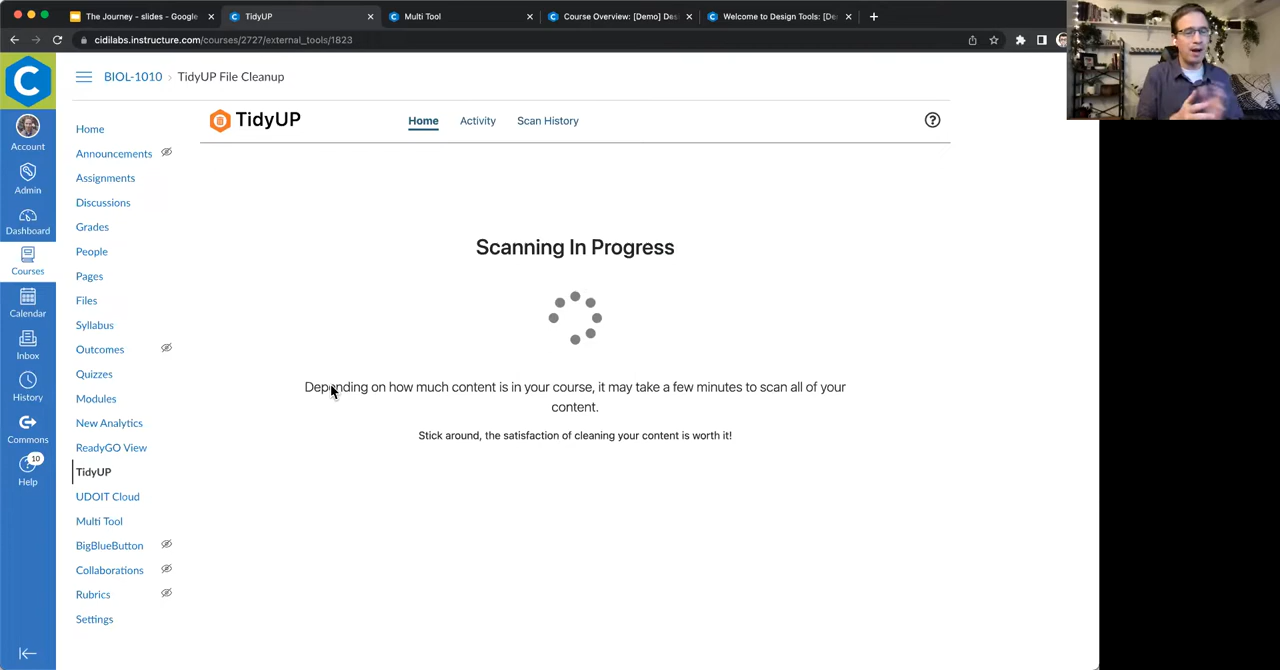 The Journey - slides - Google
TidyUP
Multi Tool
Course Overview: [Demo] Des
Welcome to Design Tools: [De
cidilabs.instructure.com/courses/2727/external_tools/1823
BIOL-1010 › TidyUP File Cleanup
TidyUP
Home
Activity
Scan History
Account
Admin
Dashboard
Courses
Calendar
Inbox
History
Commons
10
Help
Home
Announcements
Assignments
Discussions
Grades
People
Pages
Files
Syllabus
Outcomes
Quizzes
Modules
New Analytics
ReadyGO View
TidyUP
UDOIT Cloud
Multi Tool
BigBlueButton
Collaborations
Rubrics
Settings
Scanning In Progress
Depending on how much content is in your course, it may take a few minutes to scan all of your
content.
Stick around, the satisfaction of cleaning your content is worth it!